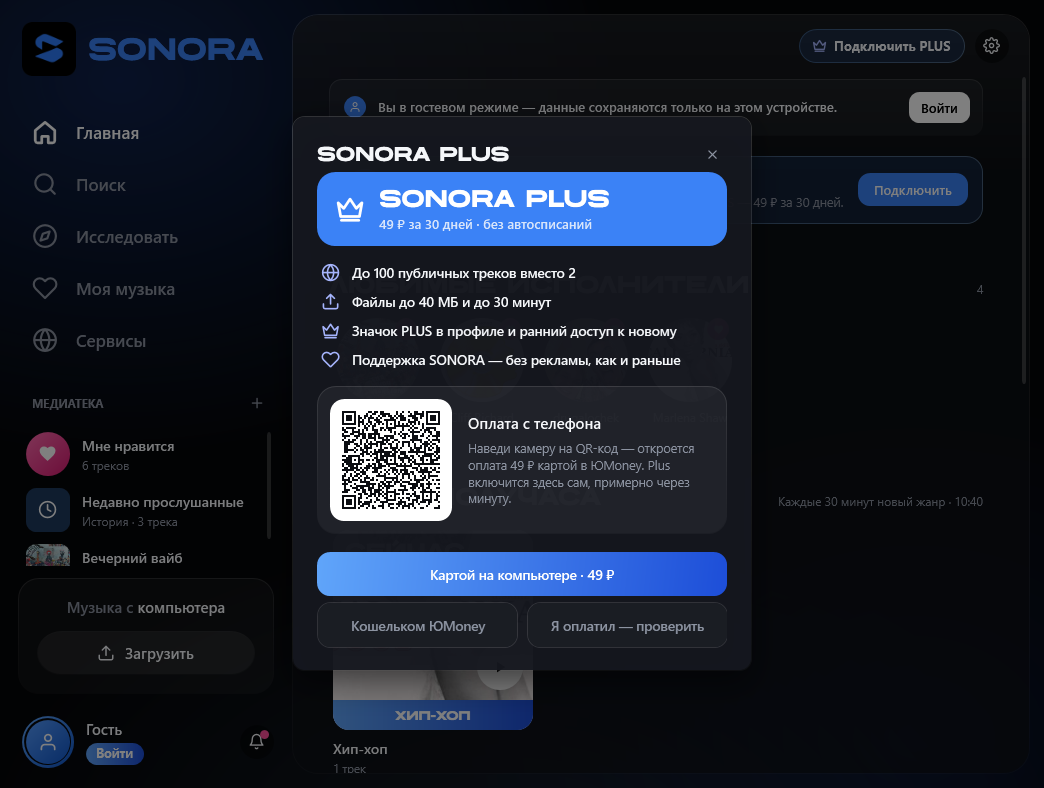 SONORA
Главная
Поиск
Исследовать
Моя музыка
Сервисы
МЕДИАТЕКА
Мне нравится
6 треков
Недавно прослушанные
История · 3 трека
Вечерний вайб
Музыка с компьютера
Загрузить
Гость
Войти
Подключить PLUS
Вы в гостевом режиме — данные сохраняются только на этом устройстве.
Войти
49 ₽ за 30 дней.
Подключить
4
Каждые 30 минут новый жанр · 10:40
SONORA PLUS
SONORA PLUS
49 ₽ за 30 дней · без автосписаний
До 100 публичных треков вместо 2
Файлы до 40 МБ и до 30 минут
Значок PLUS в профиле и ранний доступ к новому
Поддержка SONORA — без рекламы, как и раньше
Оплата с телефона
Наведи камеру на QR-код — откроется
оплата 49 ₽ картой в ЮMoney. Plus
включится здесь сам, примерно через
минуту.
Картой на компьютере · 49 ₽
Кошельком ЮMoney
Я оплатил — проверить
ХИП-ХОП
Хип-хоп
1 трек